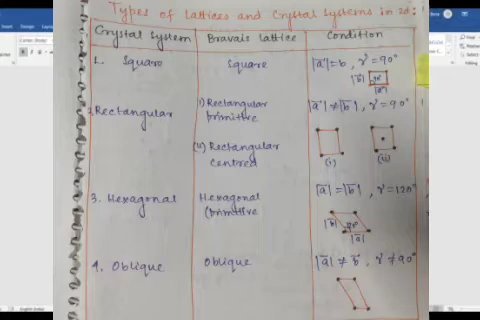 Types of Lattices and Crystal Systems in 2d:
Crystal System Bravais lattice Condition
1. Square Square |a⃗|=b, γ=90°
|b⃗| 90°
|a⃗|
2. Rectangular i) Rectangular |a⃗|≠|b⃗|, γ=90°
primitive
(ii) Rectangular
Centred
(i) (ii)
3. Hexagonal Hexagonal |a⃗|=|b⃗|, γ=120°
Primitive
|b⃗|
|a⃗|
4. Oblique Oblique |a⃗|≠b⃗, γ≠90°